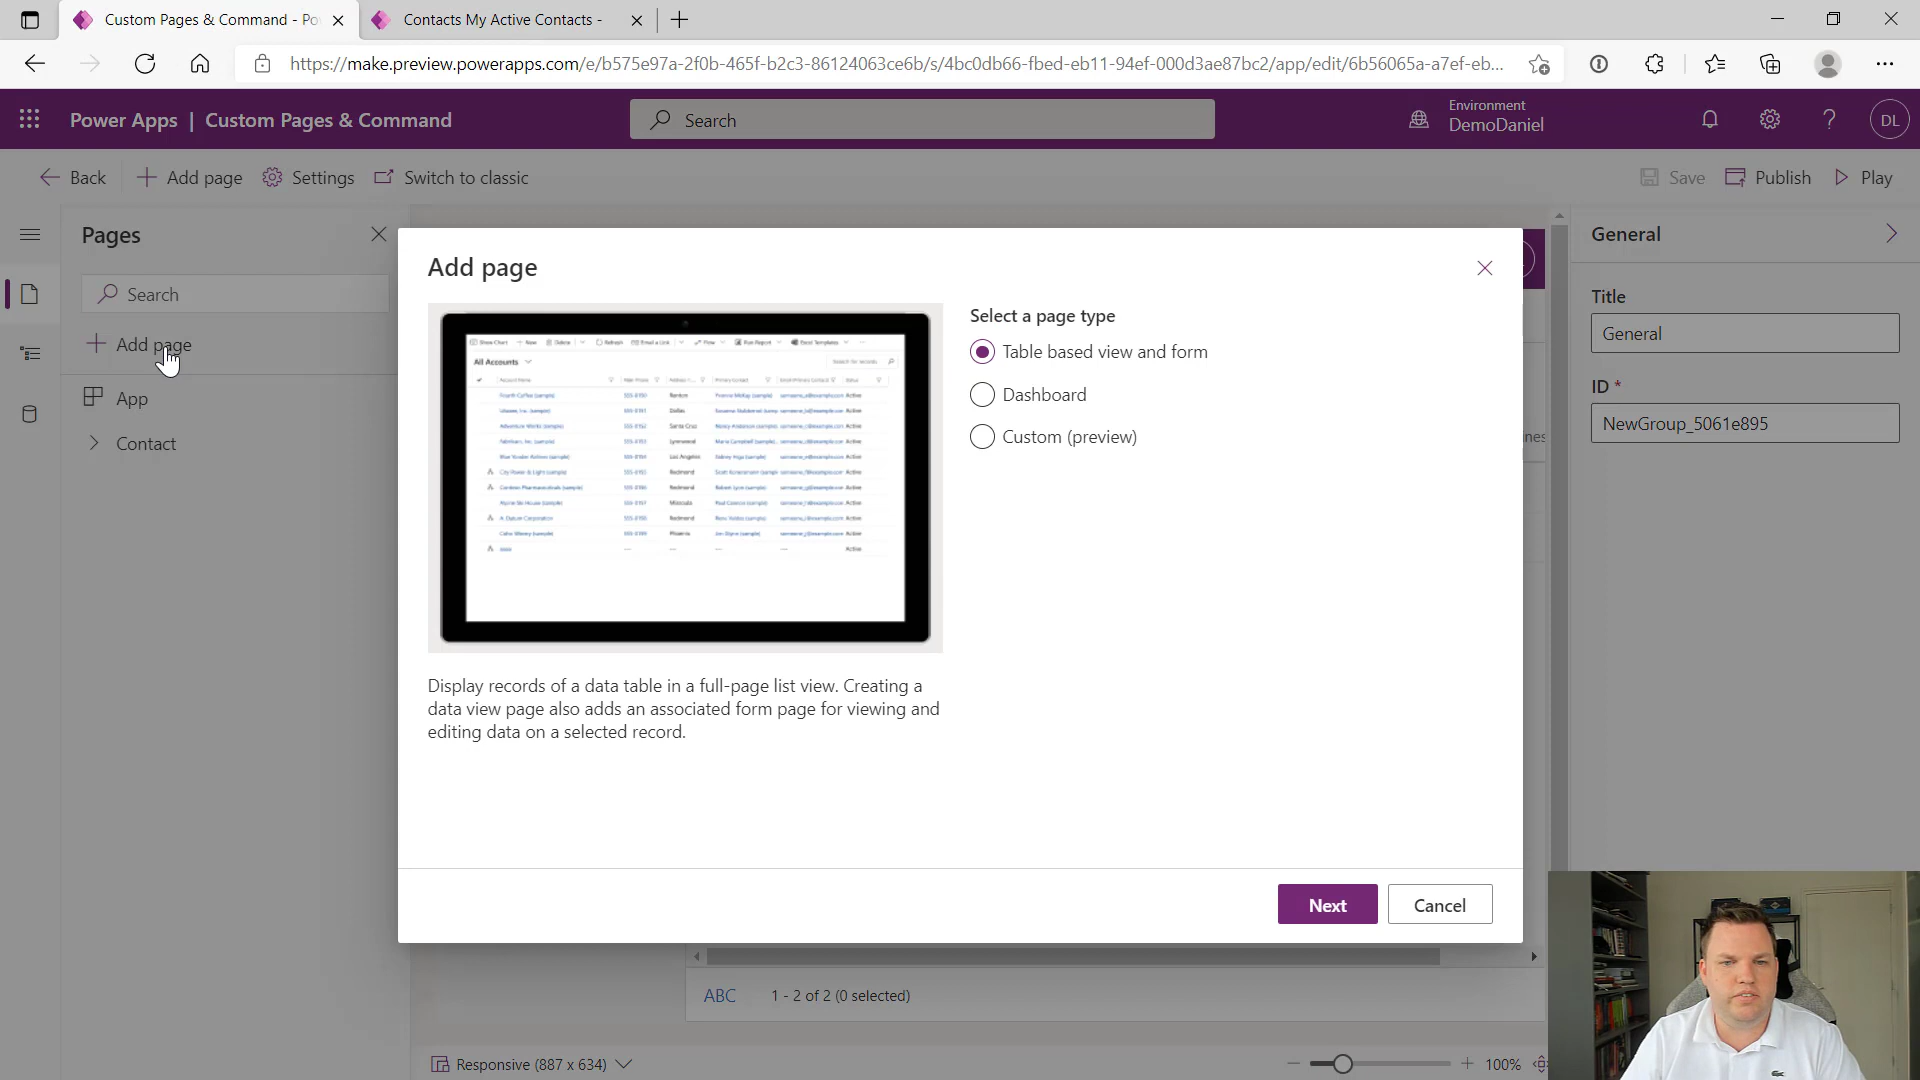 Custom Pages & Command - Po
Contacts My Active Contacts -
https://make.preview.powerapps.com/e/b575e97a-2f0b-465f-b2c3-86124063ce6b/s/4bc0db66-fbed-eb11-94ef-000d3ae87bc2/app/edit/6b56065a-a7ef-eb...
Power Apps | Custom Pages & Command
Search
Environment
DemoDaniel
DL
Back
Add page
Settings
Switch to classic
Save
Publish
Play
Pages
Search
Add page
App
Contact
Add page
All Accounts
Display records of a data table in a full-page list view. Creating a
data view page also adds an associated form page for viewing and
editing data on a selected record.
Select a page type
Table based view and form
Dashboard
Custom (preview)
Next
Cancel
General
Title
General
ID *
NewGroup_5061e895
ABC
1 - 2 of 2 (0 selected)
Responsive (887 x 634)
100%